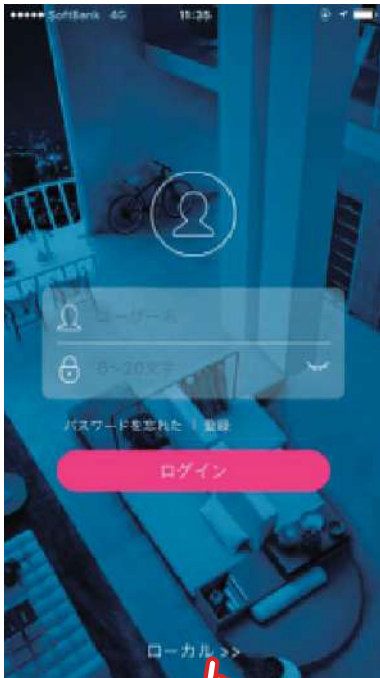 SoftBank 4G 11:35
ユーザー名
6~20文字
パスワードを忘れた | 登録
ログイン
ローカル >>